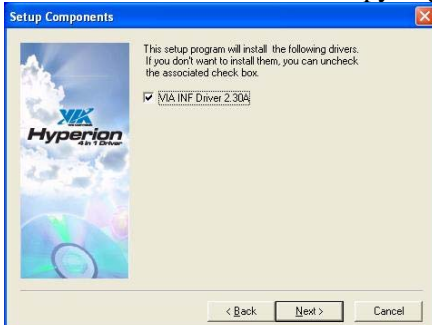 Setup Components
This setup program will install the following drivers.
If you don't want to install them, you can uncheck
the associated check box.
VIA INF Driver 2.30A
VIA
Hyperion
4 in 1 Driver
< Back
Next >
Cancel